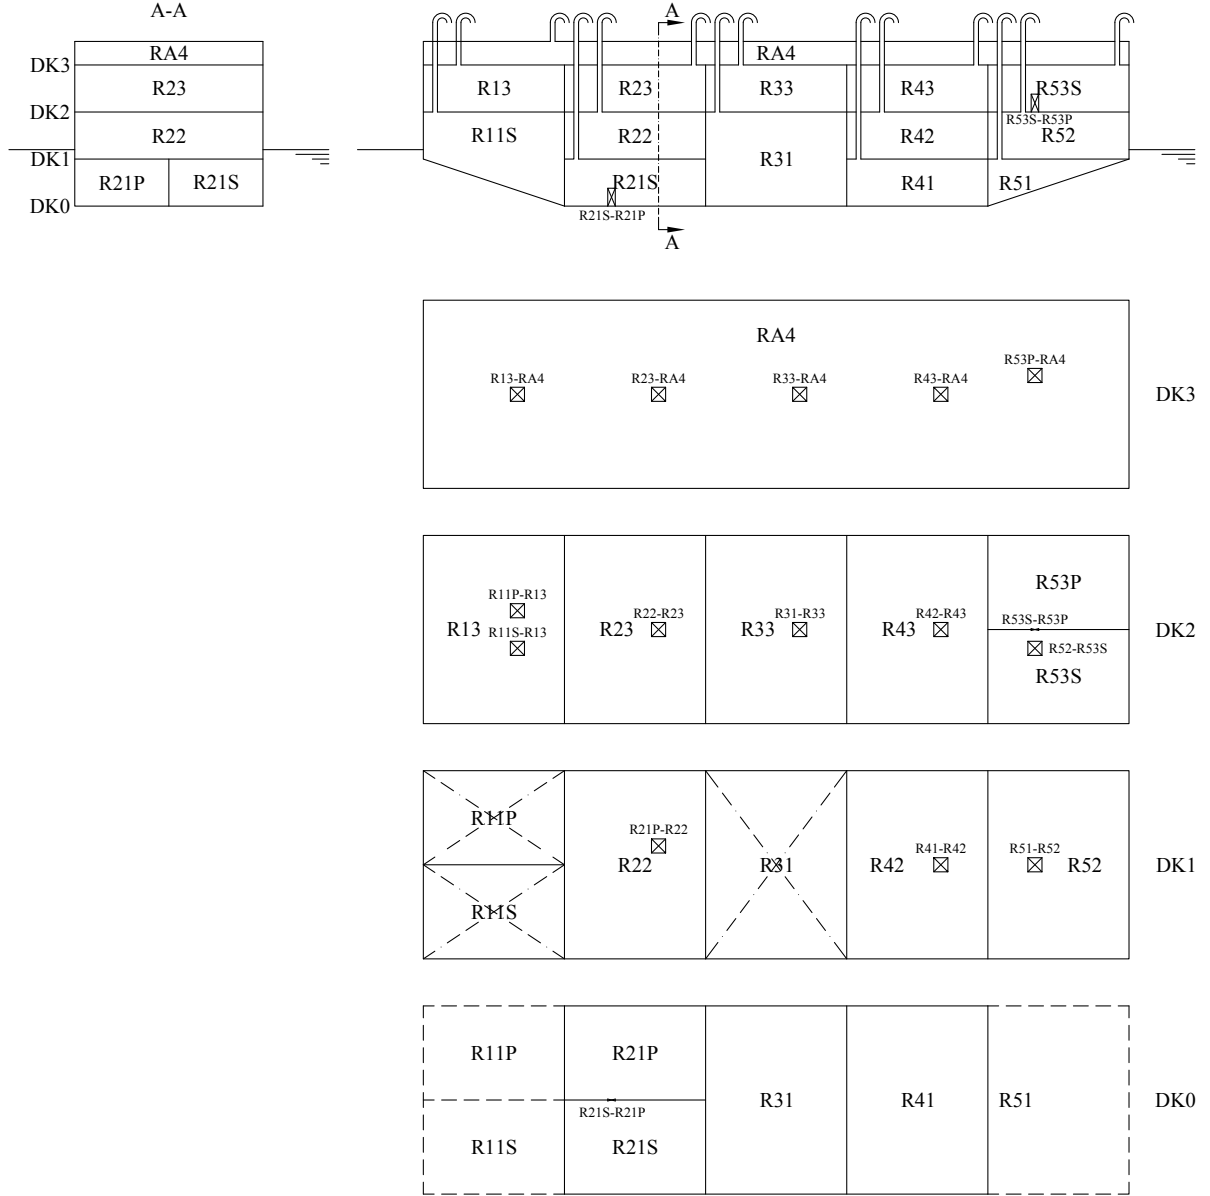 A-A
A
RA4
DK3
R23
DK2
R22
DK1
R21P R21S
DK0
RA4
R13 R23 R33 R43 R53S
R53S-R53P
R11S R22 R42 R52
R31
R21S R41 R51
R21S-R21P
A
RA4
R53P-RA4
R13-RA4 R23-RA4 R33-RA4 R43-RA4
DK3
R53P
R11P-R13
R22-R23 R31-R33 R42-R43 R53S-R53P
R13 R23 R33 R43 DK2
R11S-R13 R52-R53S
R53S
R11P
R21P-R22
R41-R42 R51-R52
R22 R31 R42 R52 DK1
R11S
R11P R21P
R31 R41 R51 DK0
R21S-R21P
R11S R21S